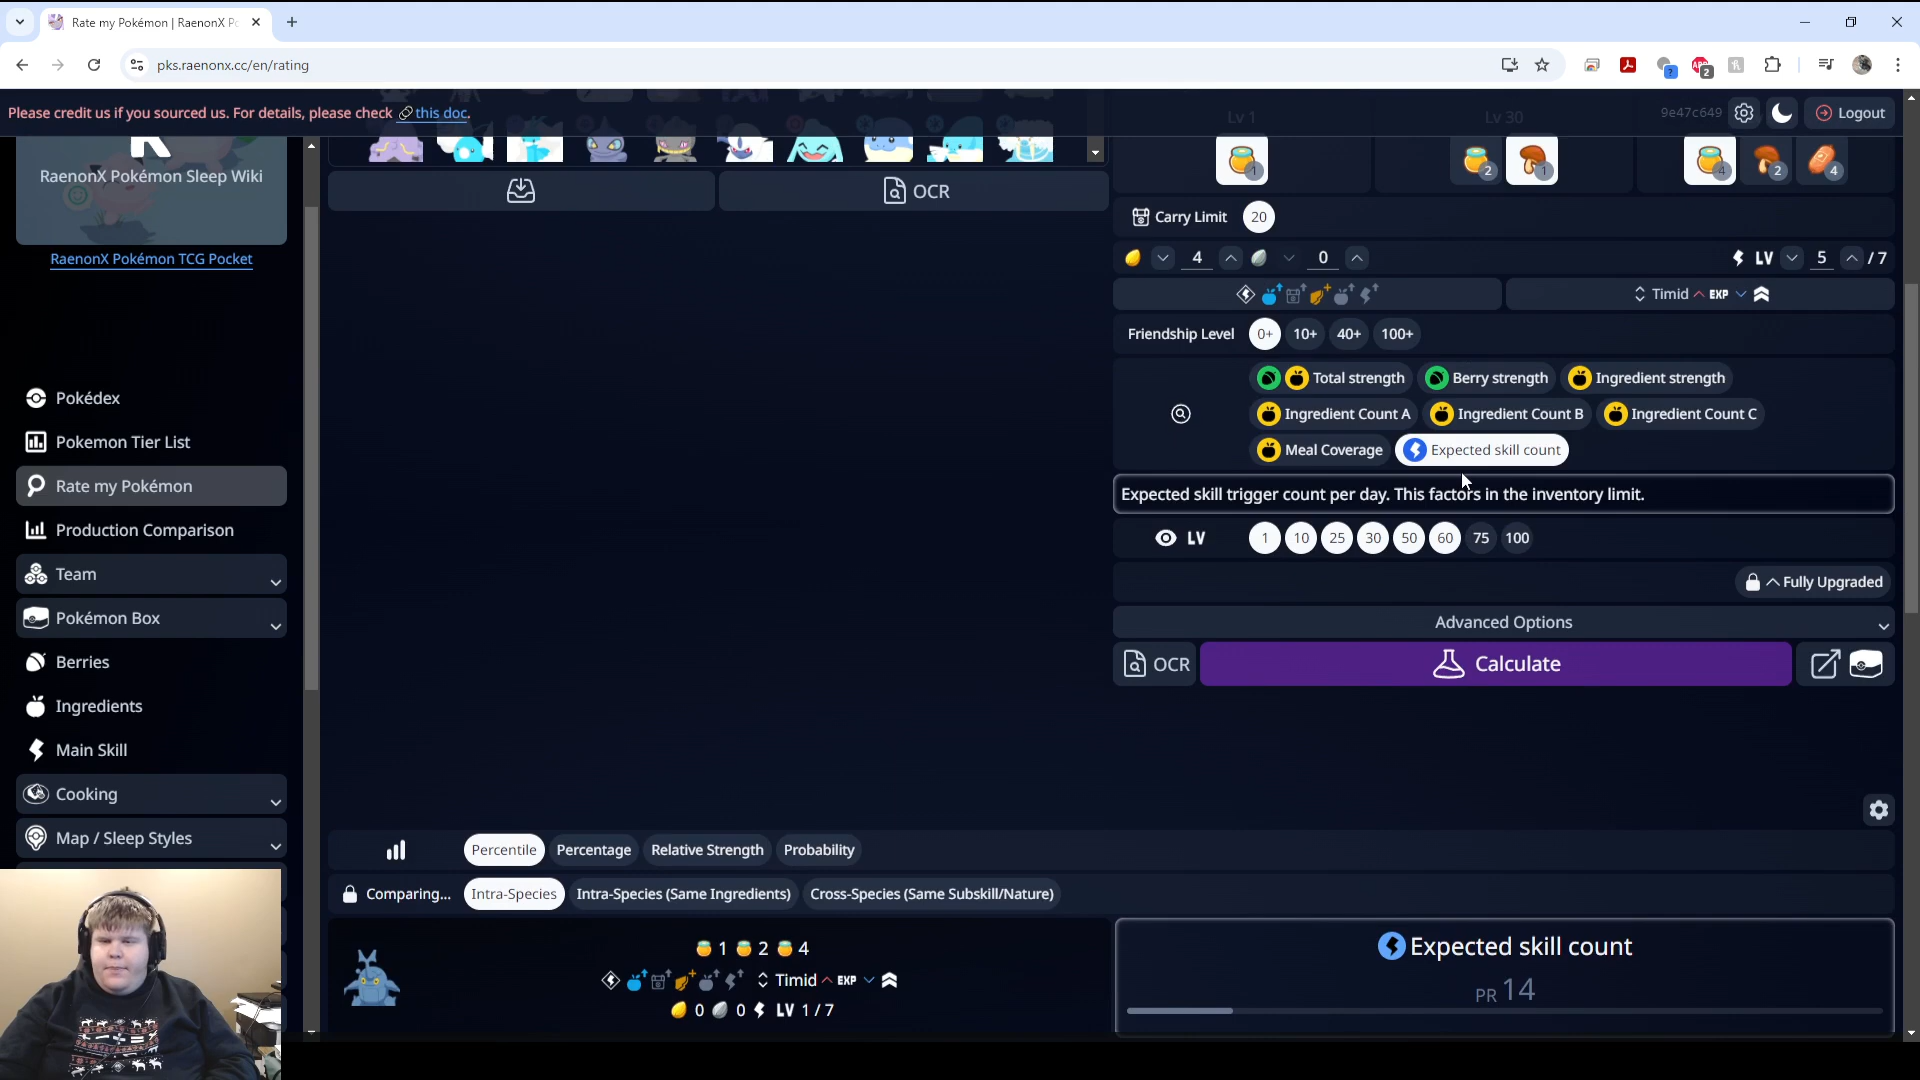 Rate my Pokémon | RaenonX Po
pks.raenonx.cc/en/rating
Please credit us if you sourced us. For details, please check this doc.
9e47c649
Logout
RaenonX Pokémon Sleep Wiki
RaenonX Pokémon TCG Pocket
Pokédex
Pokemon Tier List
Rate my Pokémon
Production Comparison
Team
Pokémon Box
Berries
Ingredients
Main Skill
Cooking
Map / Sleep Styles
OCR
Lv 1 Lv 30
1 2 1 4 2 4
Carry Limit 20
4 0 LV 5 / 7
Timid EXP
Friendship Level 0+ 10+ 40+ 100+
Total strength Berry strength Ingredient strength
Ingredient Count A Ingredient Count B Ingredient Count C
Meal Coverage Expected skill count
Expected skill trigger count per day. This factors in the inventory limit.
LV 1 10 25 30 50 60 75 100
Fully Upgraded
Advanced Options
OCR Calculate
Percentile Percentage Relative Strength Probability
Comparing... Intra-Species Intra-Species (Same Ingredients) Cross-Species (Same Subskill/Nature)
1 2 4
Timid EXP
0 0 LV 1 / 7
Expected skill count
PR 14